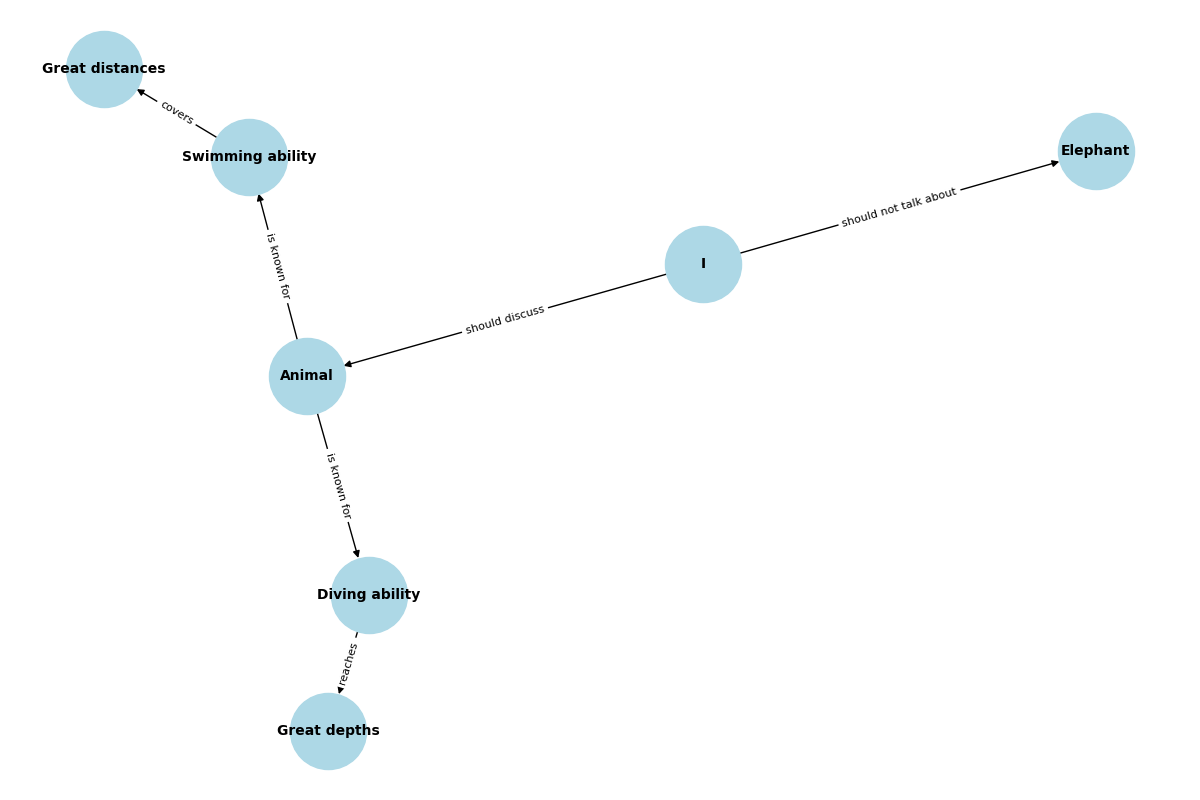 Great distances
covers
Swimming ability
Elephant
should not talk about
I
is known for
should discuss
Animal
is known for
Diving ability
reaches
Great depths